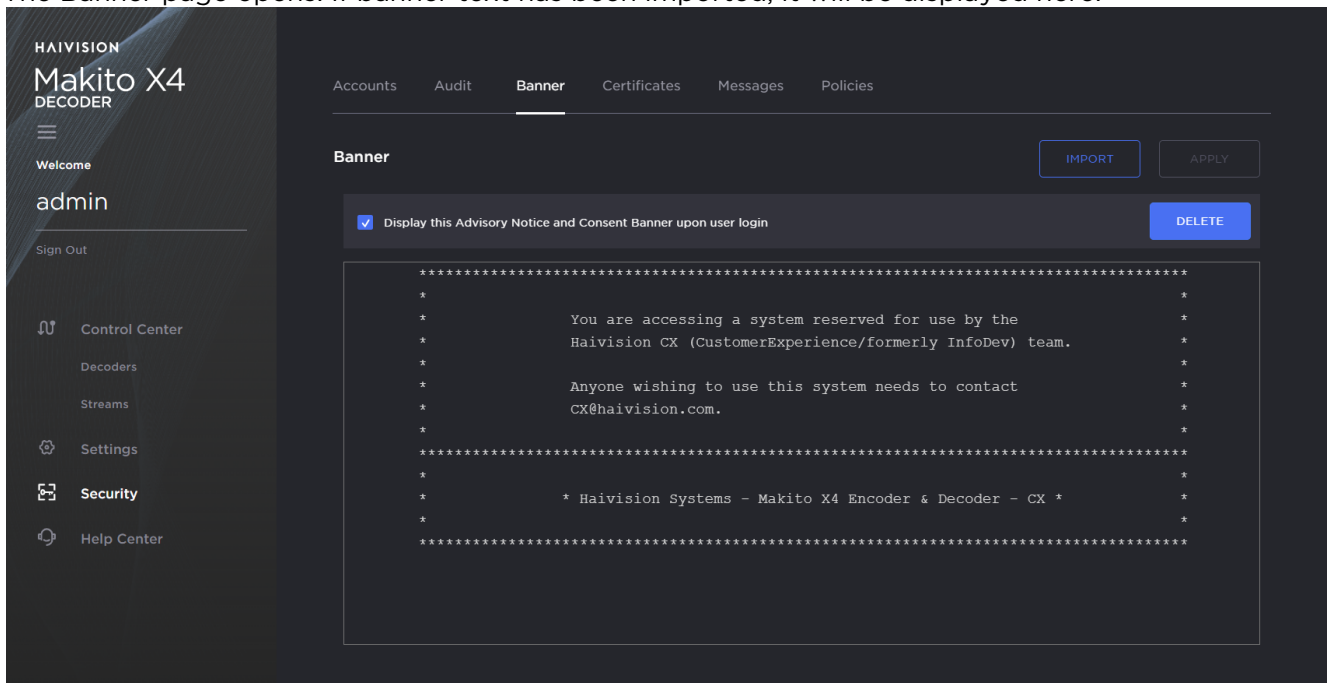 The Banner page opens. If banner text has been imported, it will be displayed here.
HAIVISION
Makito X4
DECODER
Welcome
admin
Sign Out
Control Center
Decoders
Streams
Settings
Security
Help Center
Accounts Audit Banner Certificates Messages Policies
Banner
IMPORT APPLY
Display this Advisory Notice and Consent Banner upon user login
DELETE
**************************************************************************************
* *
* You are accessing a system reserved for use by the *
* Haivision CX (CustomerExperience/formerly InfoDev) team. *
* *
* Anyone wishing to use this system needs to contact *
* CX@haivision.com. *
* *
**************************************************************************************
* *
* * Haivision Systems - Makito X4 Encoder & Decoder - CX * *
* *
**************************************************************************************